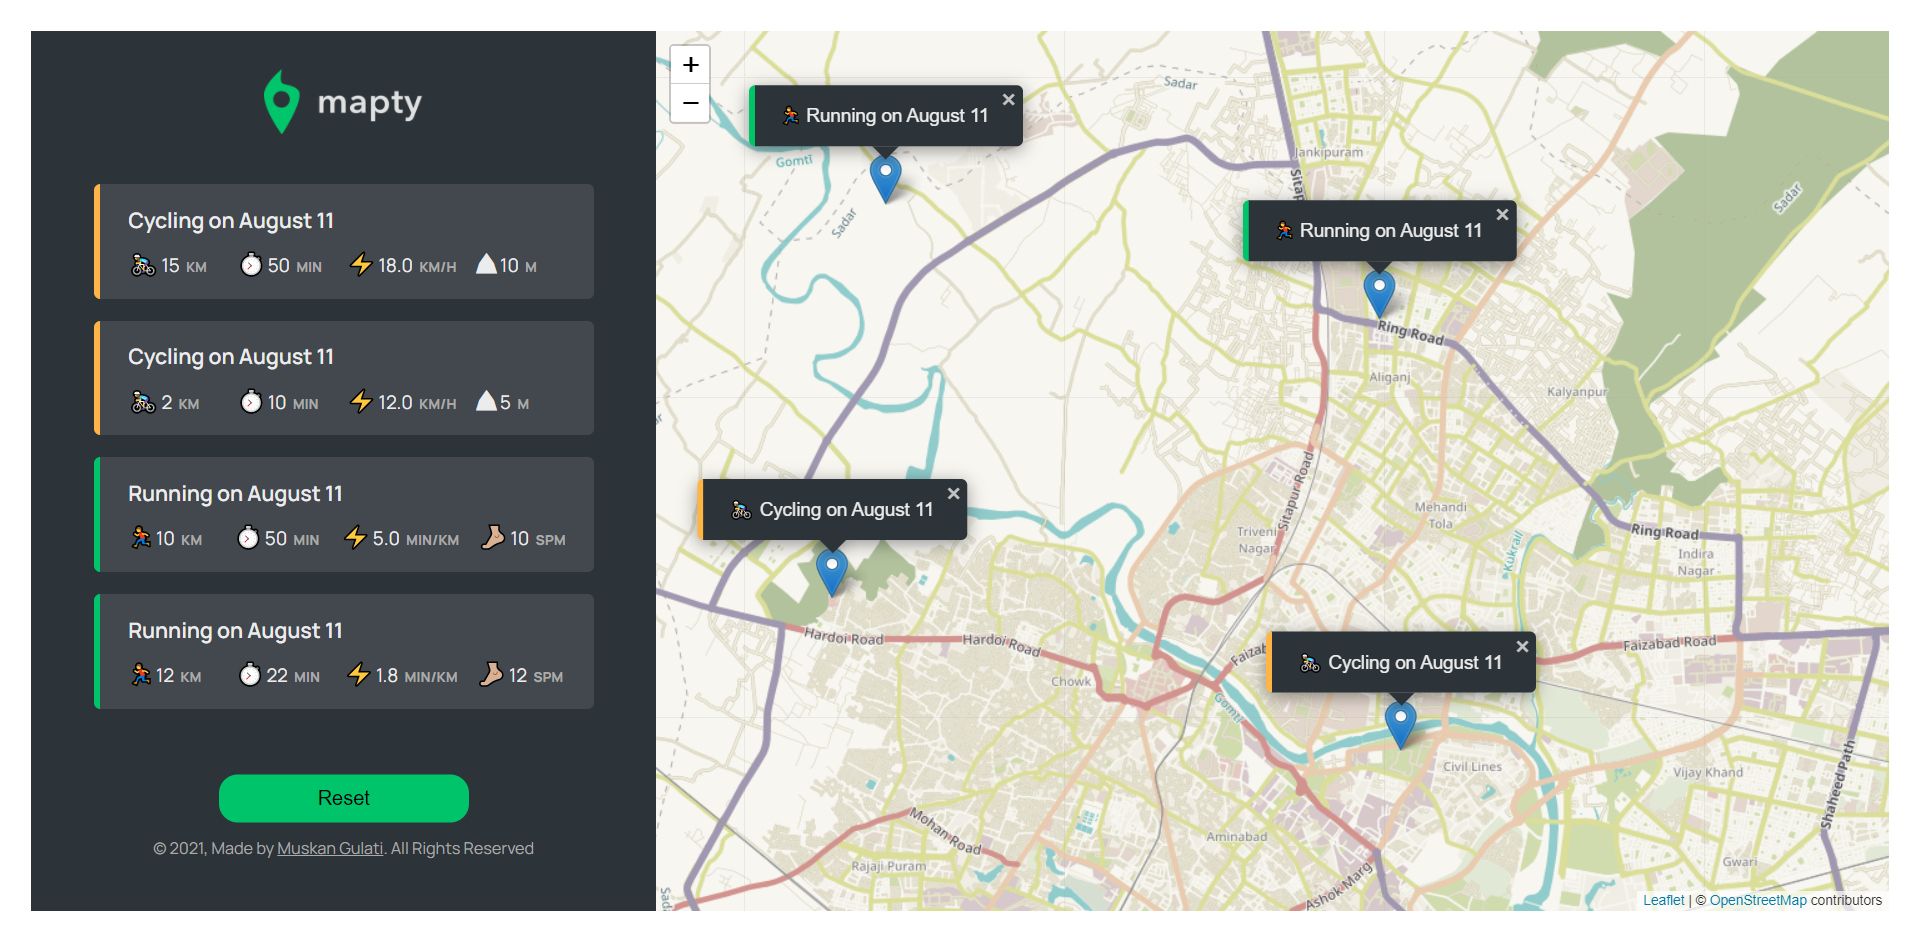 mapty
Cycling on August 11
15 KM 50 MIN 18.0 KM/H 10 M
Cycling on August 11
2 KM 10 MIN 12.0 KM/H 5 M
Running on August 11
10 KM 50 MIN 5.0 MIN/KM 10 SPM
Running on August 11
12 KM 22 MIN 1.8 MIN/KM 12 SPM
Reset
© 2021, Made by Muskan Gulati. All Rights Reserved
+
−
Running on August 11 ×
Sadar
Gomtī
Jankipuram
Sadar
Sadar
Running on August 11 ×
Ring Road
Aliganj
Kalyanpur
Sitapur Road
Cycling on August 11 ×
Mehandi
Tola
Triveni
Nagar
Ring Road
Kukrail
Indira
Nagar
Hardoi Road
Hardoi Road
Faizabad Road
Cycling on August 11 ×
Chowk
Gomti
Civil Lines
Vijay Khand
Shaheed Path
Mohan Road
Aminabad
Rajaji Puram
Gwari
Ashok Marg
Leaflet | © OpenStreetMap contributors